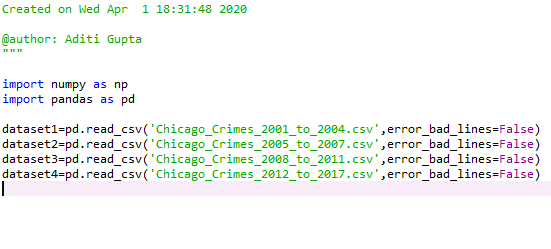 Created on Wed Apr  1 18:31:48 2020
@author: Aditi Gupta
"""
import numpy as np
import pandas as pd
dataset1=pd.read_csv('Chicago_Crimes_2001_to_2004.csv',error_bad_lines=False)
dataset2=pd.read_csv('Chicago_Crimes_2005_to_2007.csv',error_bad_lines=False)
dataset3=pd.read_csv('Chicago_Crimes_2008_to_2011.csv',error_bad_lines=False)
dataset4=pd.read_csv('Chicago_Crimes_2012_to_2017.csv',error_bad_lines=False)